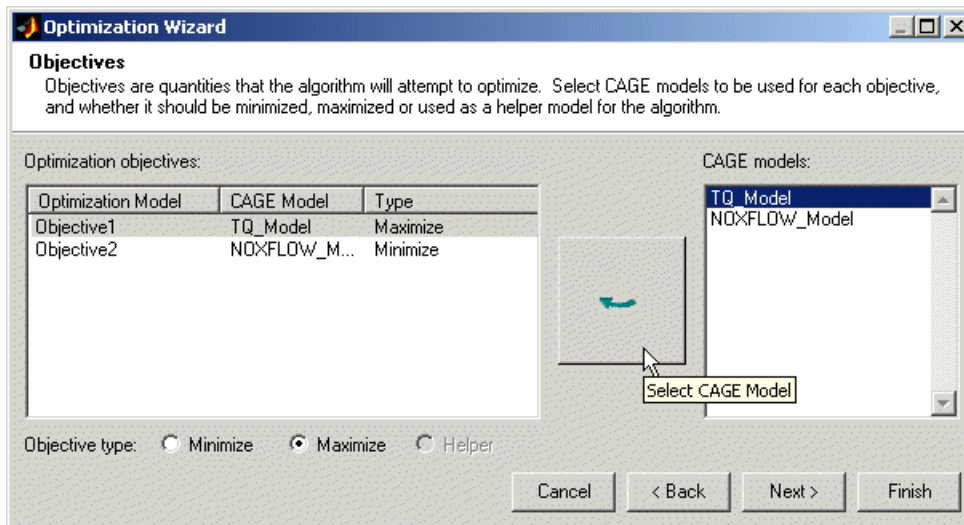 Optimization Wizard
Objectives
Objectives are quantities that the algorithm will attempt to optimize. Select CAGE models to be used for each objective,
and whether it should be minimized, maximized or used as a helper model for the algorithm.
Optimization objectives:
CAGE models:
Optimization Model CAGE Model Type
Objective1 TQ_Model Maximize
Objective2 NOXFLOW_M... Minimize
TQ_Model
NOXFLOW_Model
Select CAGE Model
Objective type: Minimize Maximize Helper
Cancel < Back Next > Finish